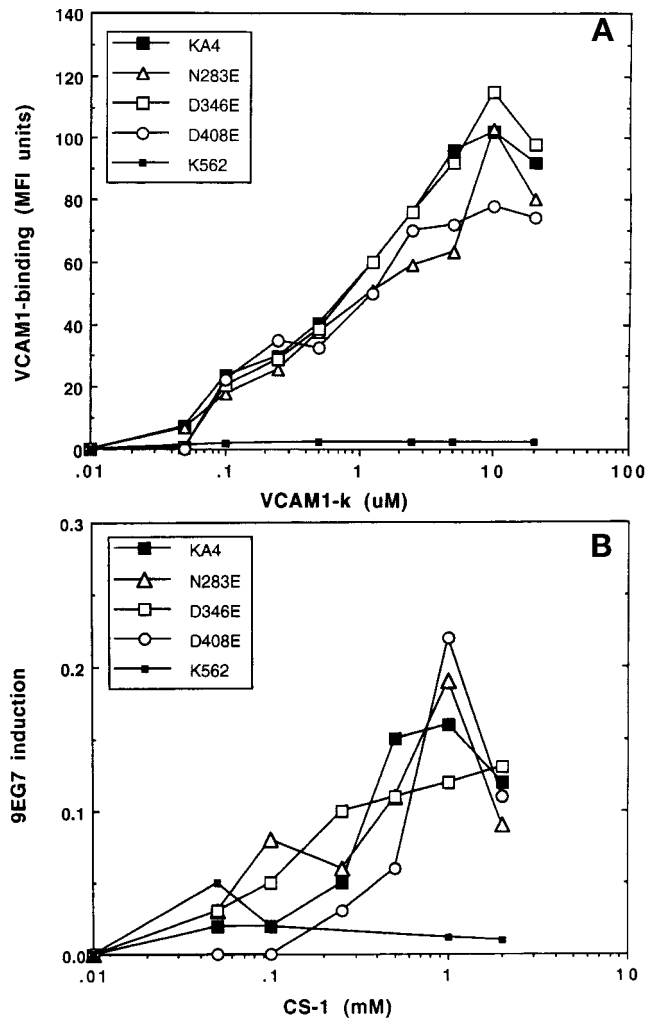 140
120
100
80
60
40
20
0
VCAM1-binding (MFI units)
KA4
N283E
D346E
D408E
K562
A
.01
.1
1
10
100
VCAM1-k (uM)
0.3
0.2
0.1
0.0
9EG7 induction
KA4
N283E
D346E
D408E
K562
B
.01
.1
1
10
CS-1 (mM)